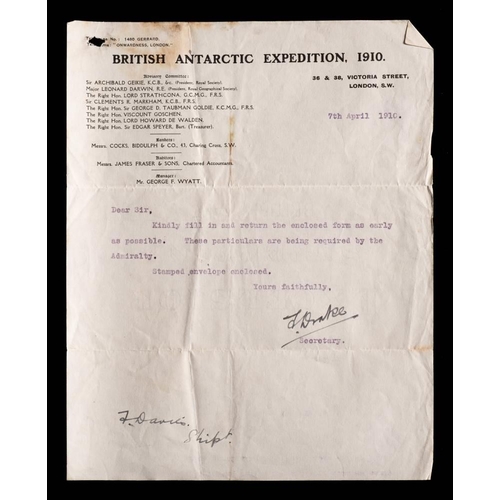 No.: 1400 GERRARD.
"ONWARDNESS, LONDON."
BRITISH ANTARCTIC EXPEDITION, 1910.
36 & 38, VICTORIA STREET,
LONDON, S.W.
7th April 1910.
Advisory Committee:
Sir ARCHIBALD GEIKIE, K.C.B., &c., (President, Royal Society).
Major LEONARD DARWIN, R.E. (President, Royal Geographical Society).
The Right Hon. LORD STRATHCONA, G.C.M.G., F.R.S.
Sir CLEMENTS R. MARKHAM, K.C.B., F.R.S.
The Right Hon. Sir GEORGE D. TAUBMAN GOLDIE, K.C.M.G., F.R.S.
The Right Hon. VISCOUNT GOSCHEN.
The Right Hon. LORD HOWARD DE WALDEN.
The Right Hon. Sir EDGAR SPEYER, Bart. (Treasurer).
Bankers:
Messrs. COCKS, BIDDULPH & CO., 43, Charing Cross, S.W.
Auditors:
Messrs. JAMES FRASER & SONS, Chartered Accountants.
Manager:
Mr. GEORGE F. WYATT.
Dear Sir,
Kindly fill in and return the enclosed form as early
as possible. These particulars are being required by the
Admiralty.
Stamped envelope enclosed.
Yours faithfully,
F. Drake
Secretary.
F. Davies.
Shipt.